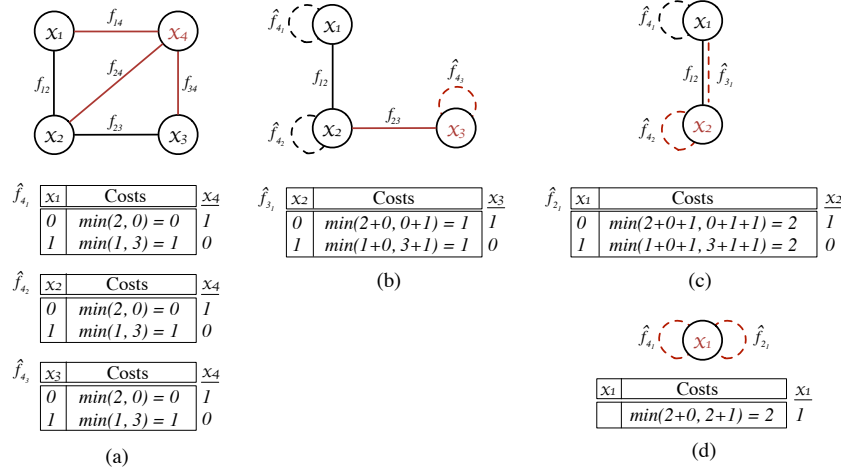 x₁ f₁₄ x₄
f₁₂ f₂₄ f₃₄
x₂ f₂₃ x₃
f̂₄₁ x₁ Costs x₄
0 min(2, 0) = 0 1
1 min(1, 3) = 1 0
f̂₄₂ x₂ Costs x₄
0 min(2, 0) = 0 1
1 min(1, 3) = 1 0
f̂₄₃ x₃ Costs x₄
0 min(2, 0) = 0 1
1 min(1, 3) = 1 0
(a)
f̂₄₁ x₁
f₁₂ f̂₄₃
f̂₄₂ x₂ f₂₃ x₃
f̂₃₁ x₂ Costs x₃
0 min(2+0, 0+1) = 1 1
1 min(1+0, 3+1) = 1 0
(b)
f̂₄₁ x₁
f₁₂ f̂₃₁
f̂₄₂ x₂
f̂₂₁ x₁ Costs x₂
0 min(2+0+1, 0+1+1) = 2 1
1 min(1+0+1, 3+1+1) = 2 0
(c)
f̂₄₁ x₁ f̂₂₁
x₁ Costs x₁
min(2+0, 2+1) = 2 1
(d)